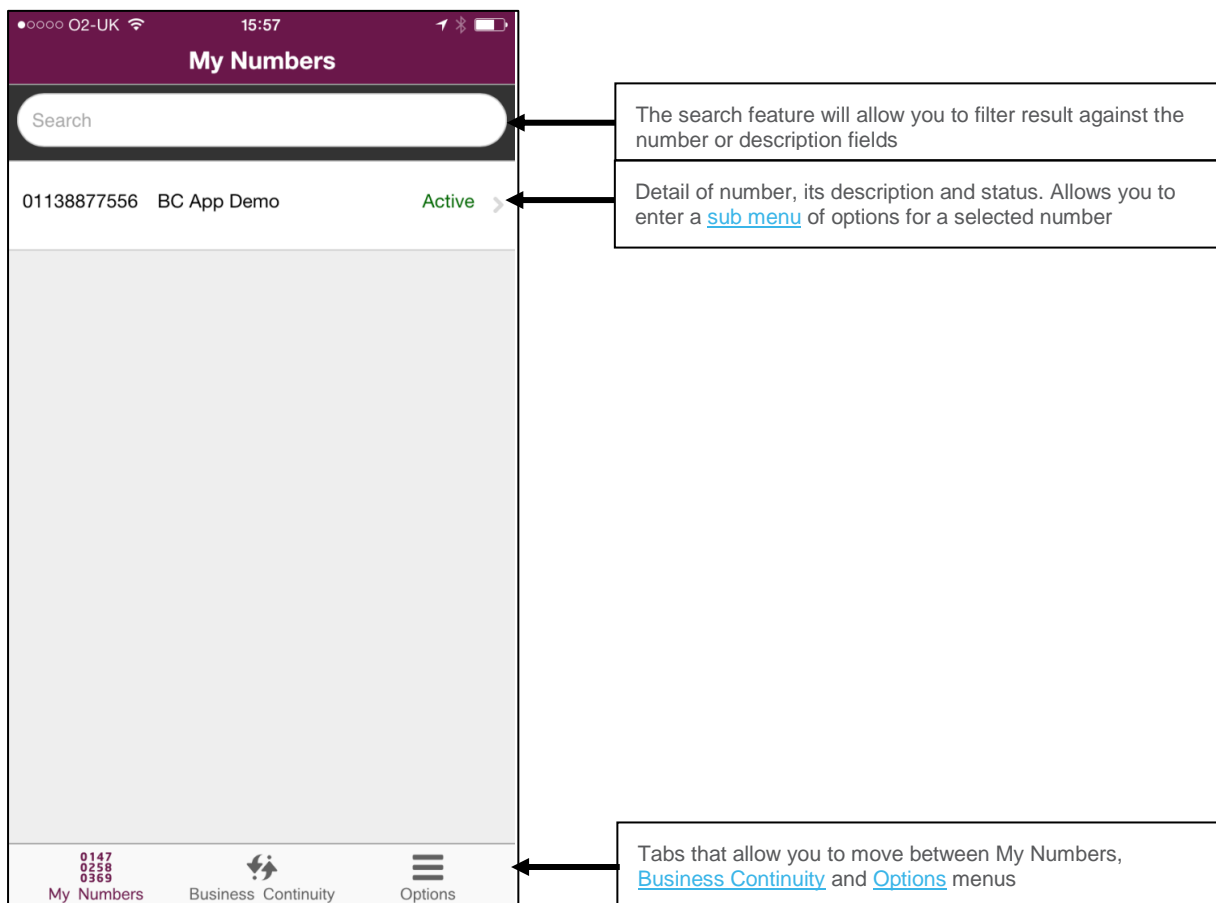 O2-UK 15:57
My Numbers
Search
The search feature will allow you to filter result against the
number or description fields
01138877556 BC App Demo Active
Detail of number, its description and status. Allows you to
enter a sub menu of options for a selected number
0147
0258
0369
My Numbers Business Continuity Options
Tabs that allow you to move between My Numbers,
Business Continuity and Options menus